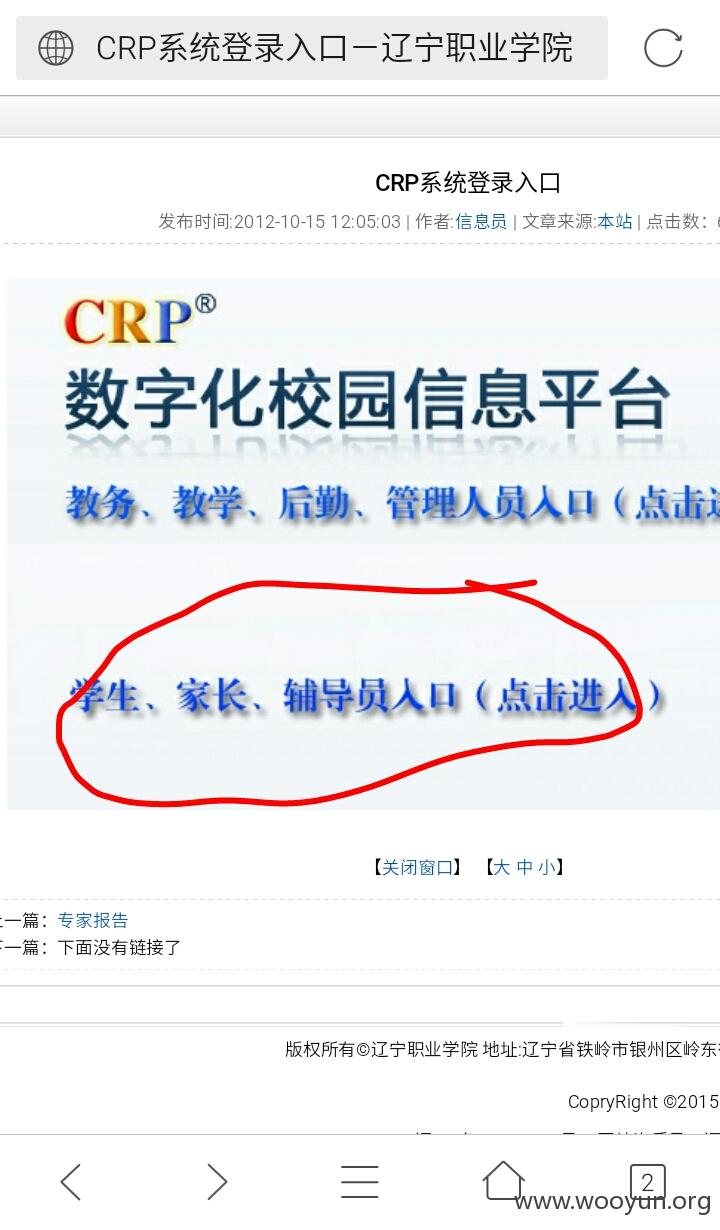 CRP系统登录入口－辽宁职业学院
CRP系统登录入口
发布时间:2012-10-15 12:05:03 | 作者:信息员 | 文章来源:本站 | 点击数：
CRP®
数字化校园信息平台
教务、教学、后勤、管理人员入口（点击
学生、家长、辅导员入口（点击进入）
【关闭窗口】 【大 中 小】
一篇：专家报告
一篇：下面没有链接了
版权所有©辽宁职业学院 地址:辽宁省铁岭市银州区岭东
CopryRight ©2015
2
www.wooyun.org